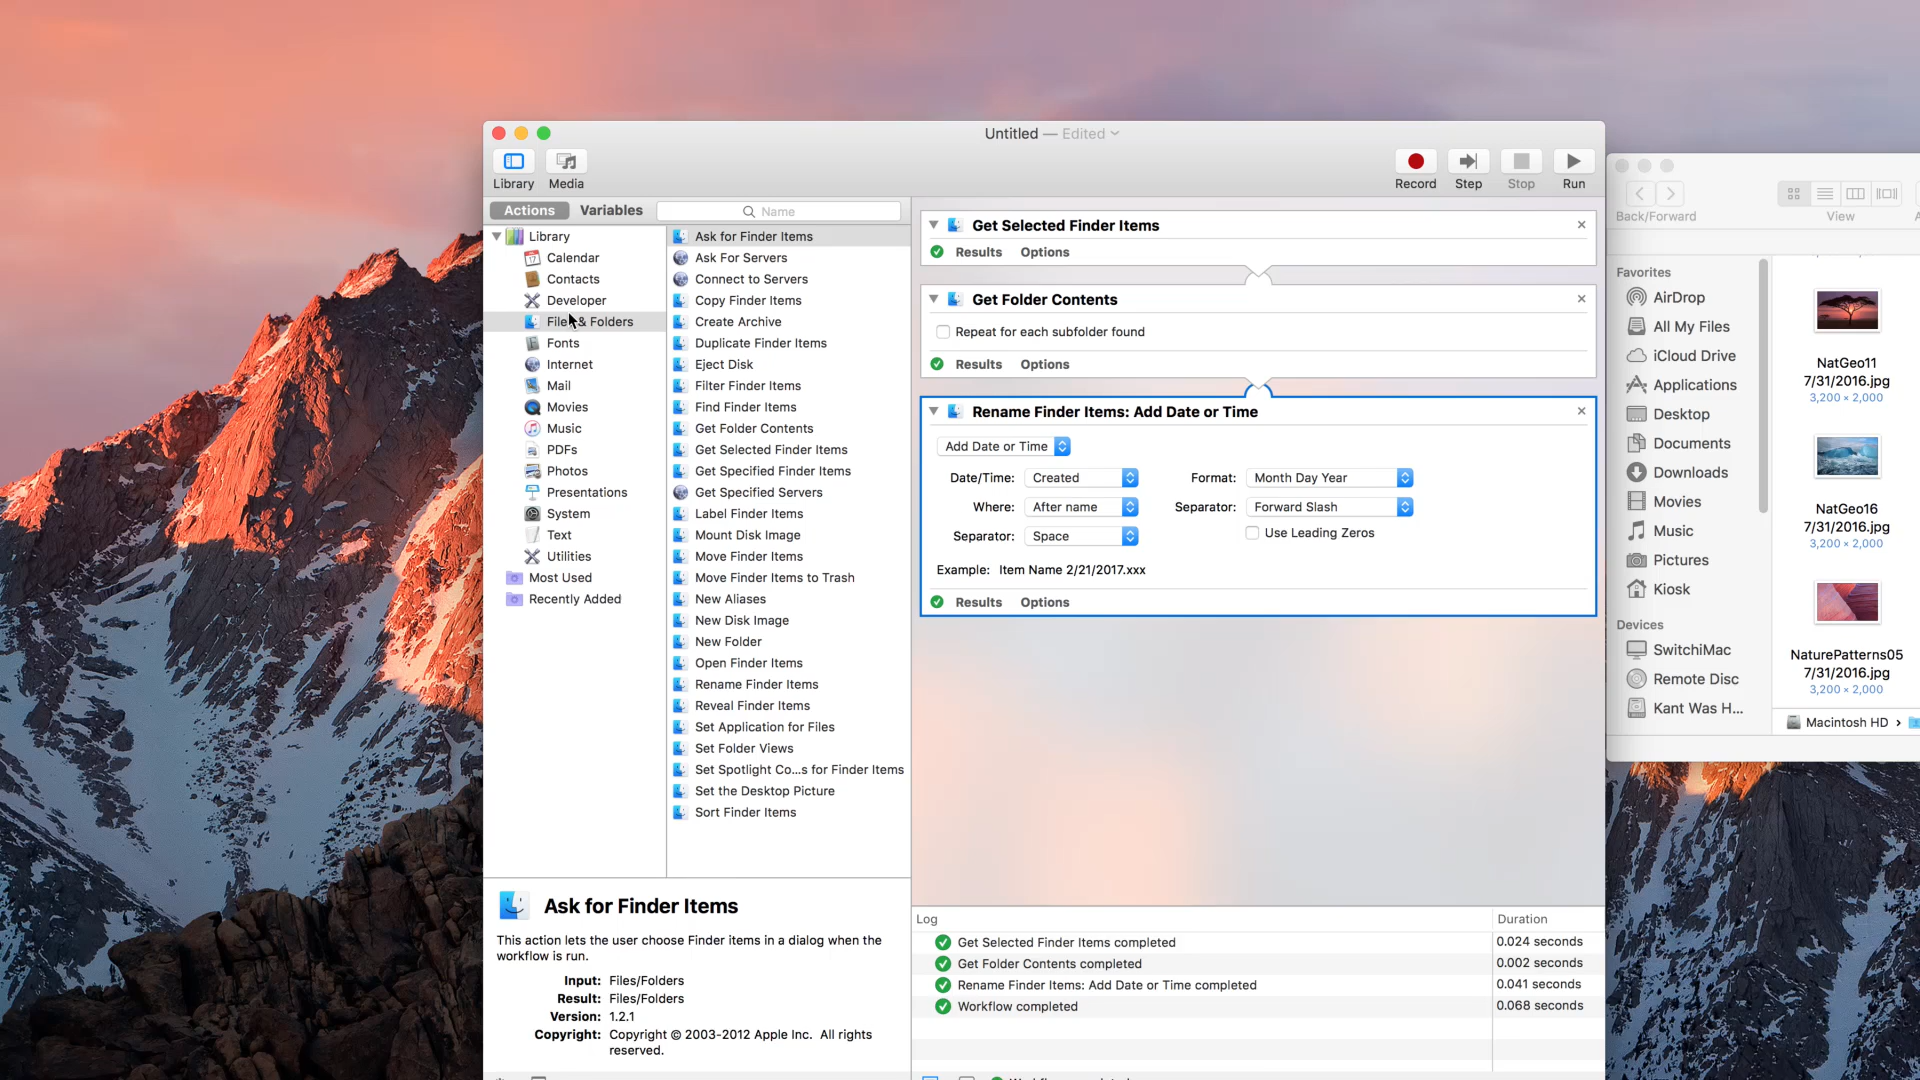 Untitled — Edited
Library
Media
Record
Step
Stop
Run
Actions
Variables
Name
Library
Calendar
Contacts
Developer
Files & Folders
Fonts
Internet
Mail
Movies
Music
PDFs
Photos
Presentations
System
Text
Utilities
Most Used
Recently Added
Ask for Finder Items
Ask For Servers
Connect to Servers
Copy Finder Items
Create Archive
Duplicate Finder Items
Eject Disk
Filter Finder Items
Find Finder Items
Get Folder Contents
Get Selected Finder Items
Get Specified Finder Items
Get Specified Servers
Label Finder Items
Mount Disk Image
Move Finder Items
Move Finder Items to Trash
New Aliases
New Disk Image
New Folder
Open Finder Items
Rename Finder Items
Reveal Finder Items
Set Application for Files
Set Folder Views
Set Spotlight Co...s for Finder Items
Set the Desktop Picture
Sort Finder Items
Ask for Finder Items
This action lets the user choose Finder items in a dialog when the
workflow is run.
Input: Files/Folders
Result: Files/Folders
Version: 1.2.1
Copyright: Copyright © 2003-2012 Apple Inc. All rights
reserved.
Get Selected Finder Items
Results Options
Get Folder Contents
Repeat for each subfolder found
Results Options
Rename Finder Items: Add Date or Time
Add Date or Time
Date/Time: Created
Format: Month Day Year
Where: After name
Separator: Forward Slash
Separator: Space
Use Leading Zeros
Example: Item Name 2/21/2017.xxx
Results Options
Log Duration
Get Selected Finder Items completed 0.024 seconds
Get Folder Contents completed 0.002 seconds
Rename Finder Items: Add Date or Time completed 0.041 seconds
Workflow completed 0.068 seconds
Back/Forward
View
Favorites
AirDrop
All My Files
iCloud Drive
Applications
Desktop
Documents
Downloads
Movies
Music
Pictures
Kiosk
Devices
SwitchiMac
Remote Disc
Kant Was H...
NatGeo11
7/31/2016.jpg
3,200 × 2,000
NatGeo16
7/31/2016.jpg
3,200 × 2,000
NaturePatterns05
7/31/2016.jpg
3,200 × 2,000
Macintosh HD